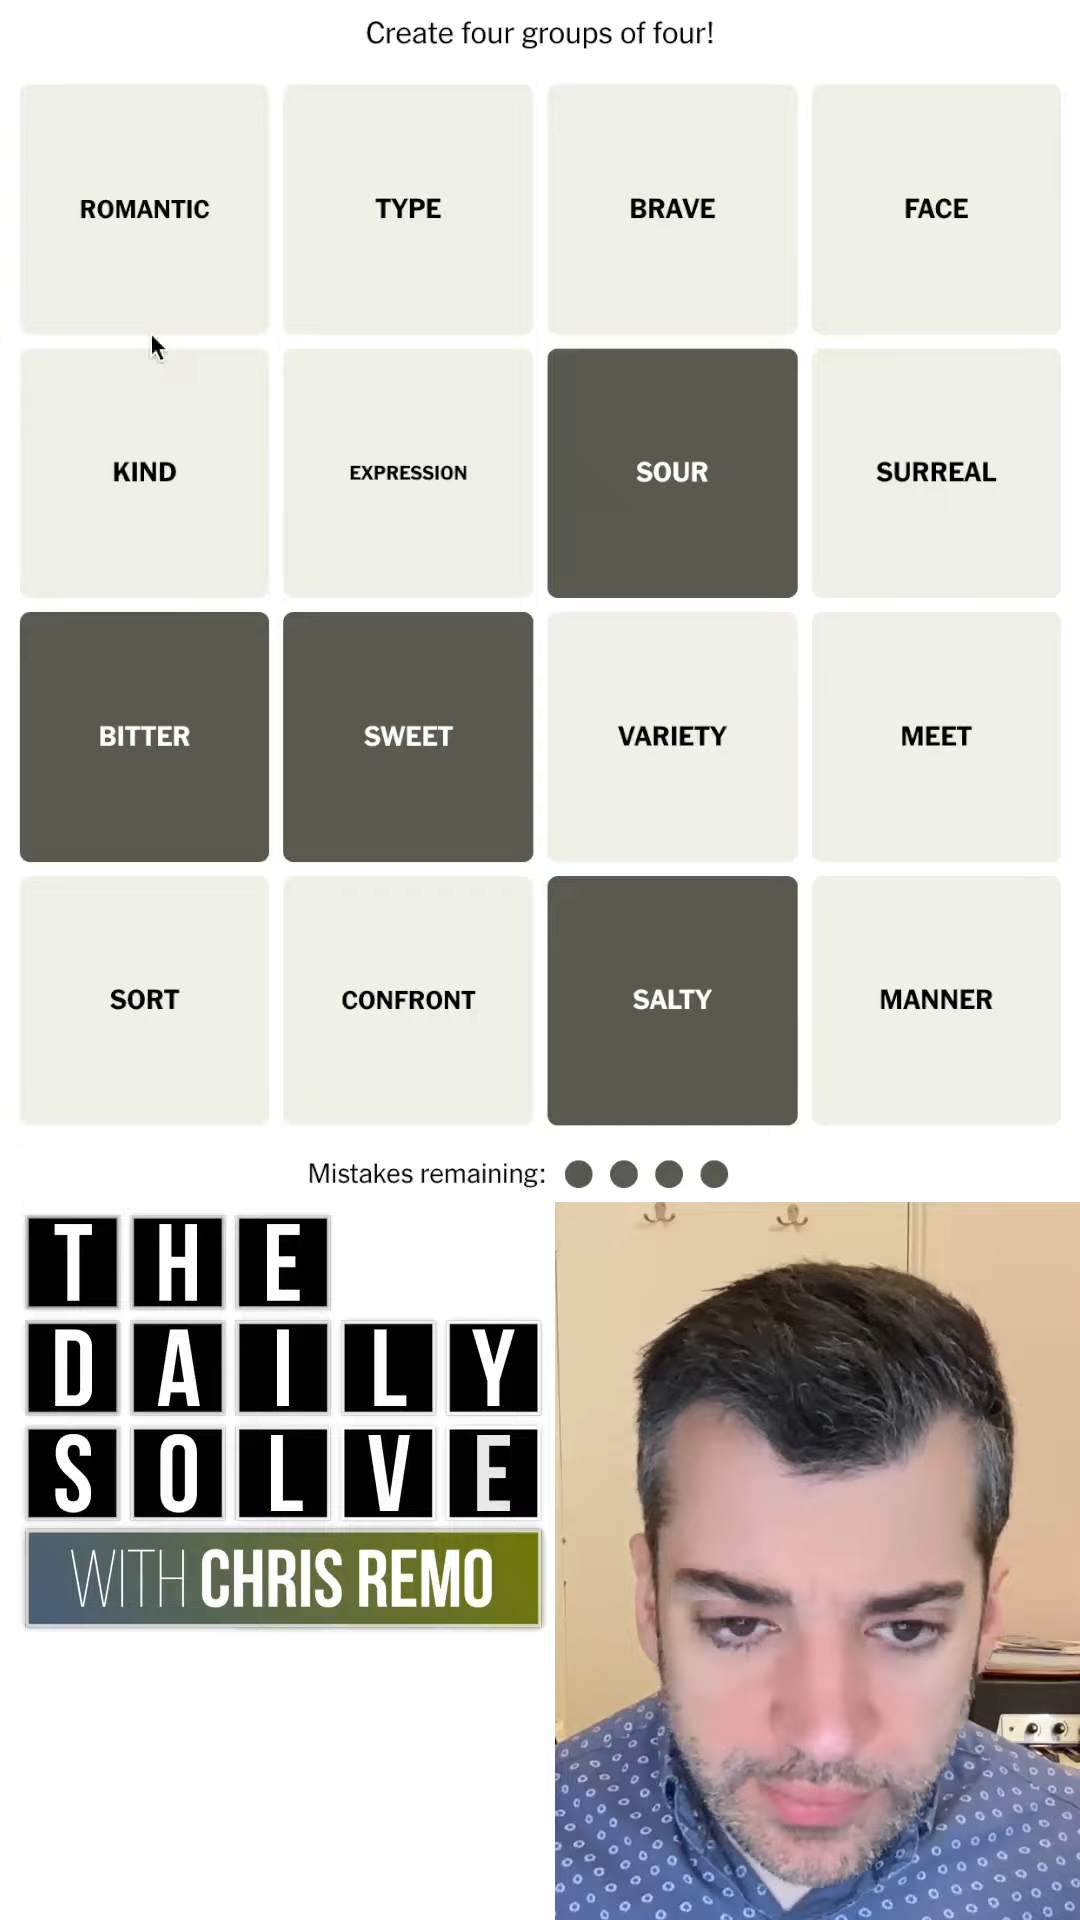 Create four groups of four!
ROMANTIC TYPE BRAVE FACE
KIND EXPRESSION SOUR SURREAL
BITTER SWEET VARIETY MEET
SORT CONFRONT SALTY MANNER
Mistakes remaining:
THE
DAILY
SOLVE
WITH CHRIS REMO